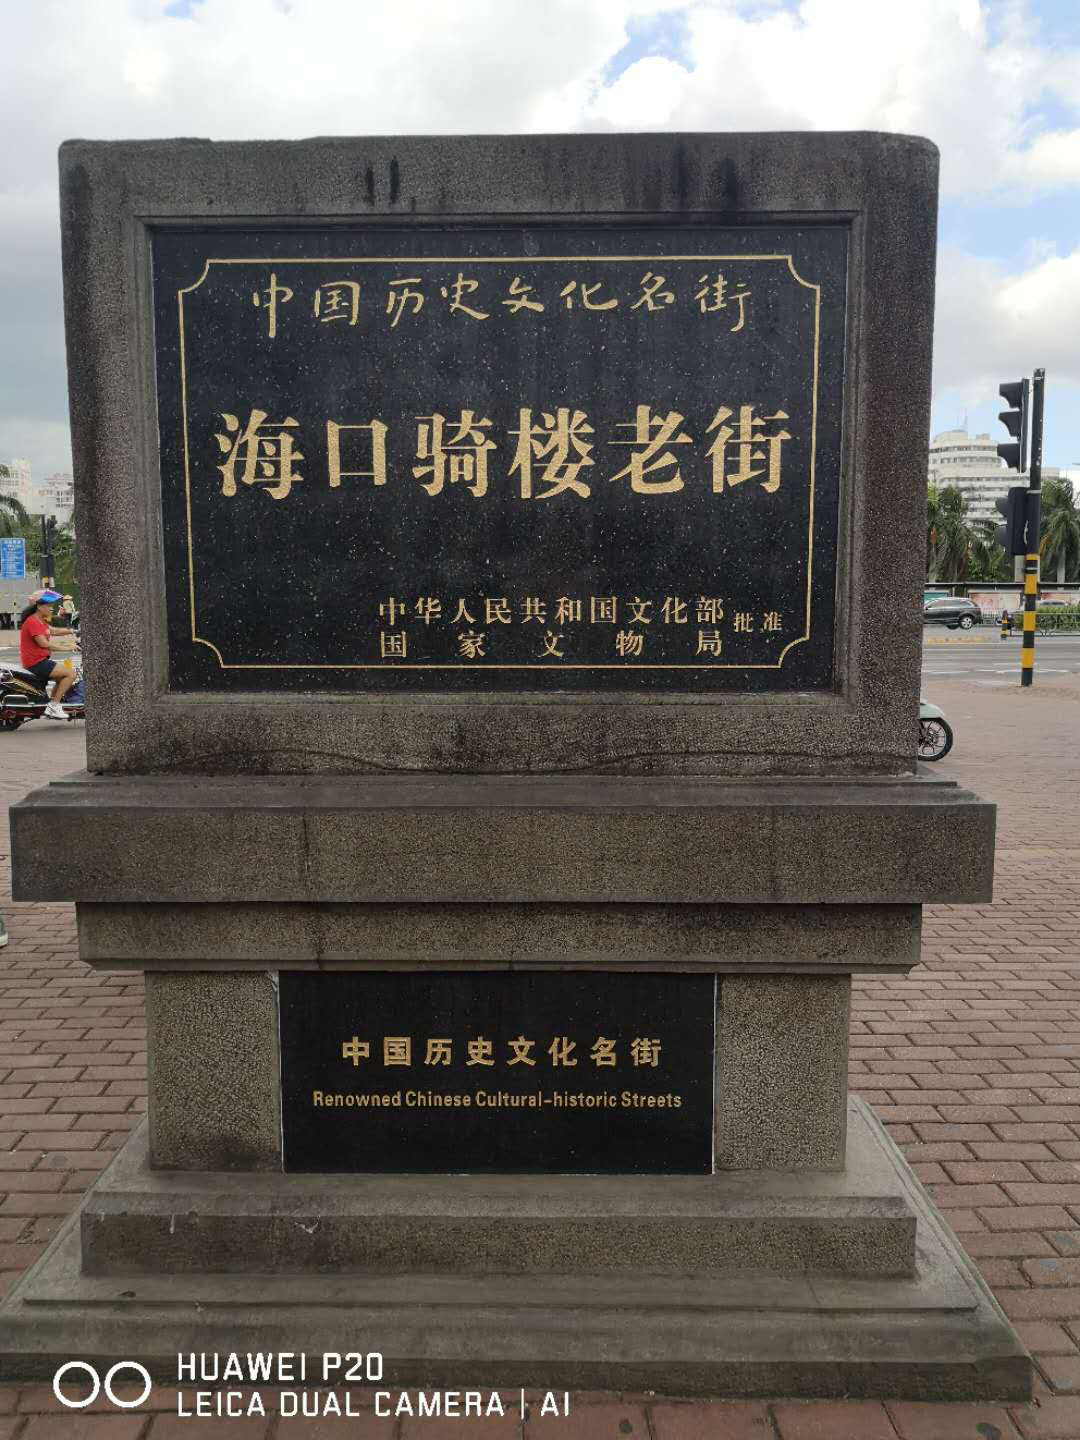 中国历史文化名街
海口骑楼老街
中华人民共和国文化部
国家文物局
批准
中国历史文化名街
Renowned Chinese Cultural-historic Streets
HUAWEI P20
LEICA DUAL CAMERA | AI